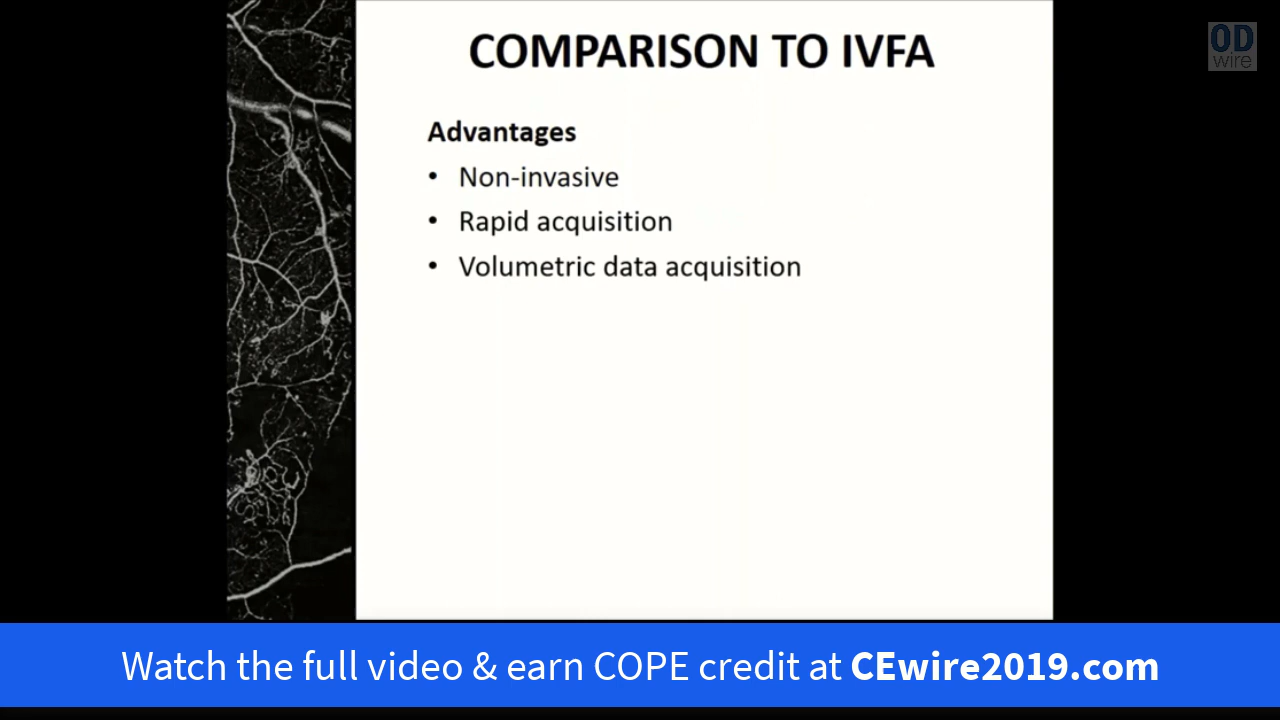 COMPARISON TO IVFA
OD
wire
Advantages
• Non-invasive
• Rapid acquisition
• Volumetric data acquisition
Watch the full video & earn COPE credit at CEwire2019.com